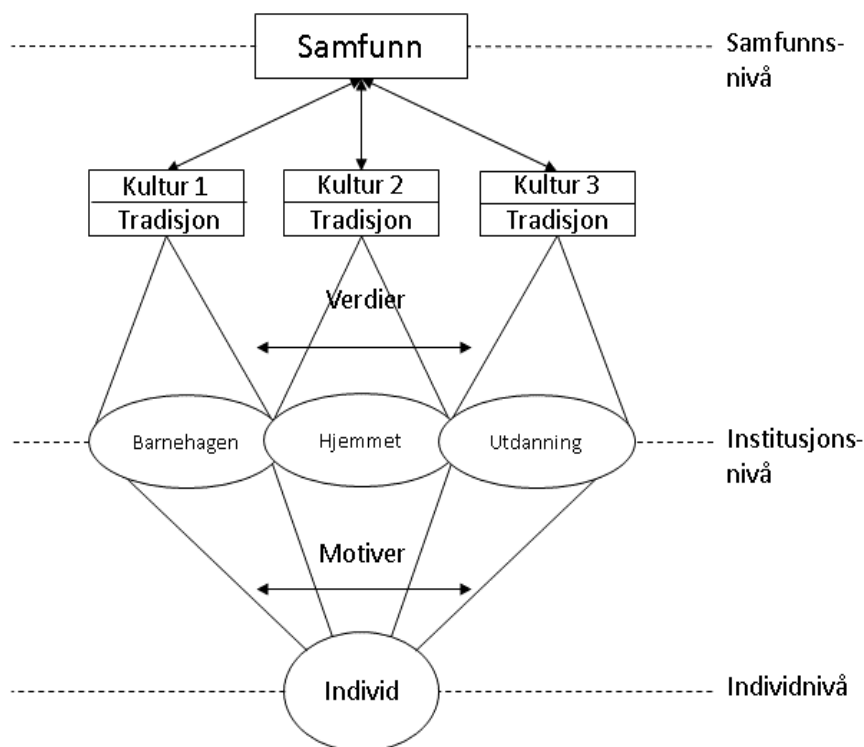 Samfunn
Samfunns-
nivå
Kultur 1
Tradisjon
Kultur 2
Tradisjon
Kultur 3
Tradisjon
Verdier
Barnehagen
Hjemmet
Utdanning
Institusjons-
nivå
Motiver
Individ
Individnivå